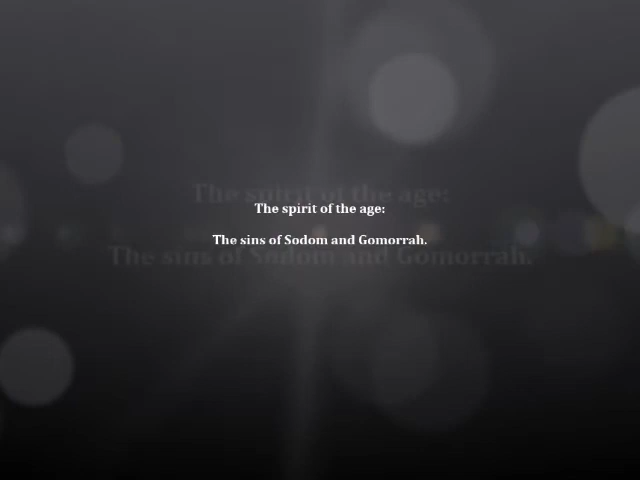 The spirit of the age:
The sins of Sodom and Gomorrah.